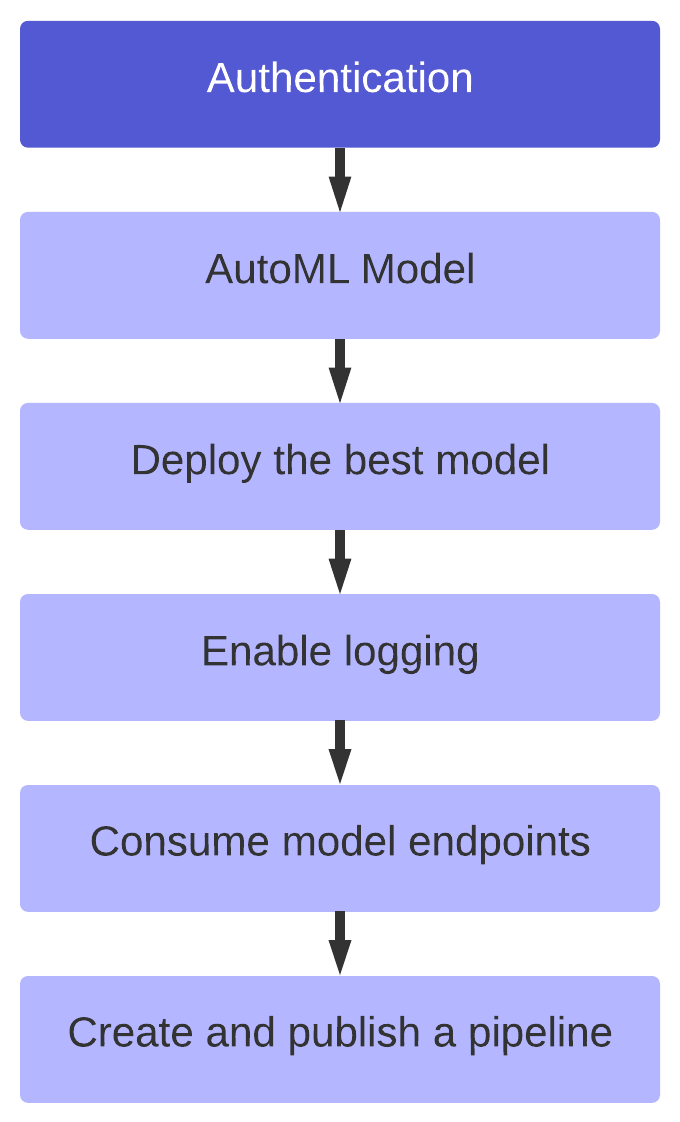 Authentication
AutoML Model
Deploy the best model
Enable logging
Consume model endpoints
Create and publish a pipeline